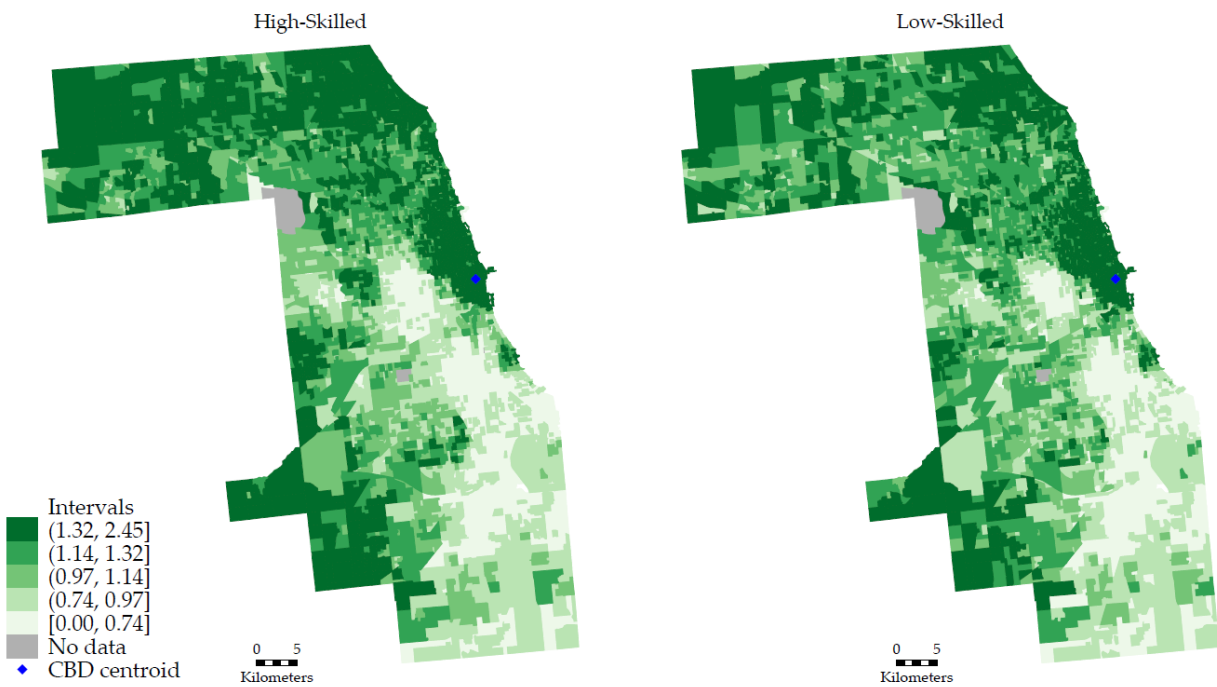 High-Skilled
Low-Skilled
Intervals
(1.32, 2.45]
(1.14, 1.32]
(0.97, 1.14]
(0.74, 0.97]
[0.00, 0.74]
No data
CBD centroid
0 5
Kilometers
0 5
Kilometers